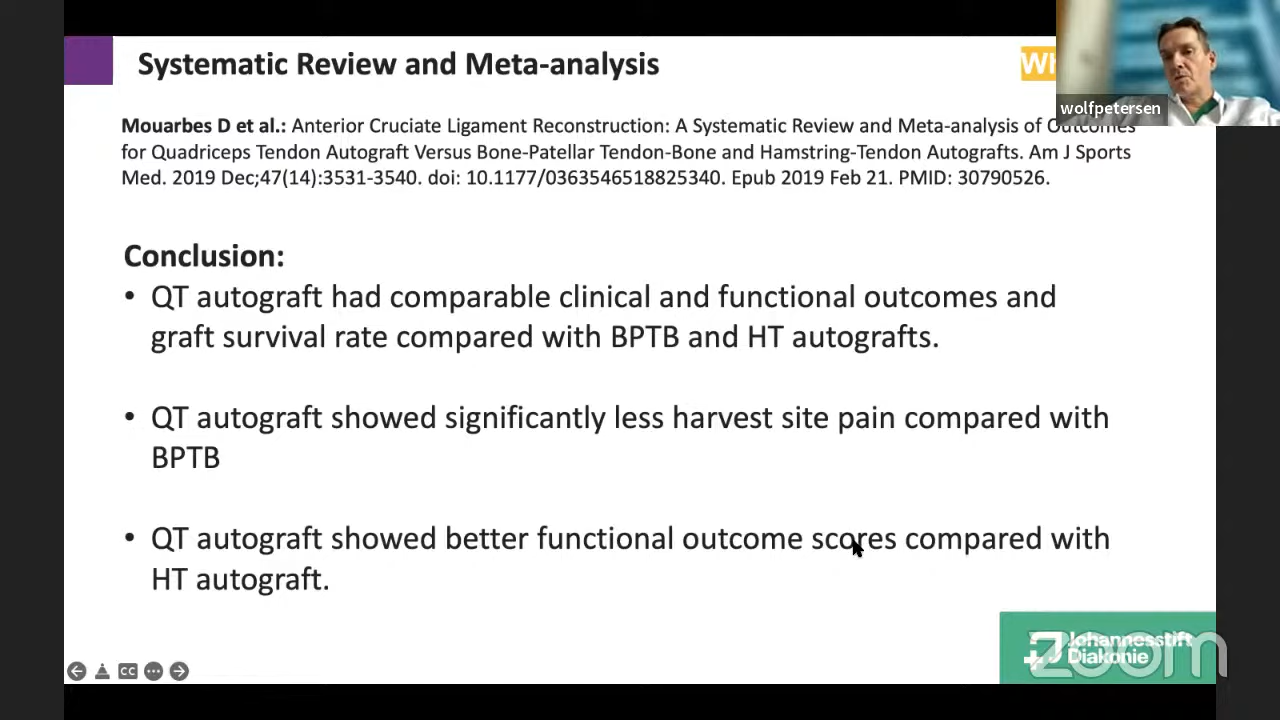 Systematic Review and Meta-analysis
Wh
wolfpetersen
Mouarbes D et al.: Anterior Cruciate Ligament Reconstruction: A Systematic Review and Meta-analysis of Outcomes
for Quadriceps Tendon Autograft Versus Bone-Patellar Tendon-Bone and Hamstring-Tendon Autografts. Am J Sports
Med. 2019 Dec;47(14):3531-3540. doi: 10.1177/0363546518825340. Epub 2019 Feb 21. PMID: 30790526.
Conclusion:
• QT autograft had comparable clinical and functional outcomes and
graft survival rate compared with BPTB and HT autografts.
• QT autograft showed significantly less harvest site pain compared with
BPTB
• QT autograft showed better functional outcome scores compared with
HT autograft.
Johannesstift
Diakonie
zoom
CC